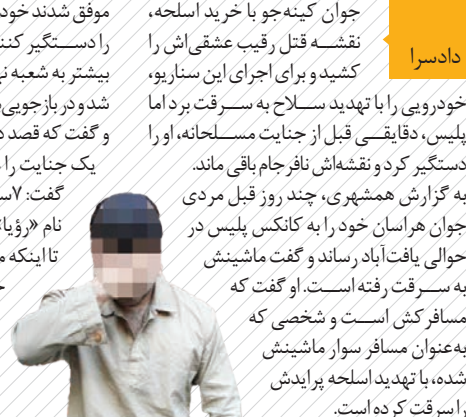 دادسرا
جوان کینه‌جو با خرید اسلحه،
نقشه قتل رقیب عشقی‌اش را
کشید و برای اجرای این سناریو،
خودرویی را با تهدید سلاح به سرقت برد اما
پلیس، دقایقی قبل از جنایت مسلحانه، او را
دستگیر کرد و نقشه‌اش نافرجام باقی ماند.
به گزارش همشهری، چند روز قبل مردی
جوان هراسان خود را به کانکس پلیس در
حوالی یافت‌آباد رساند و گفت ماشینش
به سرقت رفته است. او گفت که
مسافرکش است و شخصی که
به‌عنوان مسافر سوار ماشینش
شده، با تهدید اسلحه پرایدش
را سرقت کرده است.
موفق شدند خود
را دستگیر کنند
بیشتر به شعبه
شد و در بازجویی
و گفت که قصد
یک جنایت را
گفت: ۷
نام «رؤیا»
تا اینکه